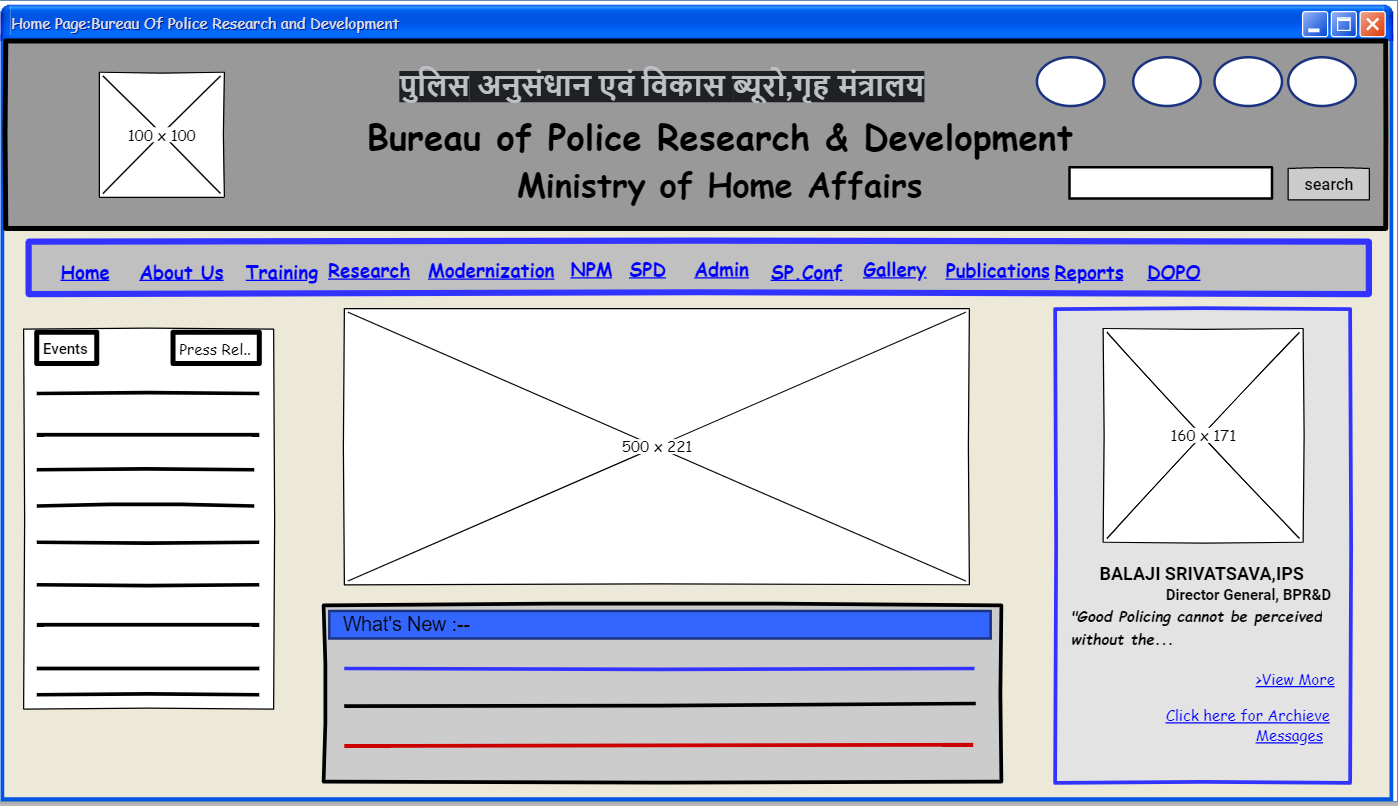 Home Page:Bureau Of Police Research and Development
100 x 100
पुलिस अनुसंधान एवं विकास ब्यूरो,गृह मंत्रालय
Bureau of Police Research & Development
Ministry of Home Affairs
search
Home About Us Training Research Modernization NPM SPD Admin SP.Conf Gallery Publications Reports DOPO
Events Press Rel..
500 x 221
What's New :--
160 x 171
BALAJI SRIVATSAVA,IPS
Director General, BPR&D
"Good Policing cannot be perceived
without the...
>View More
Click here for Archieve
Messages